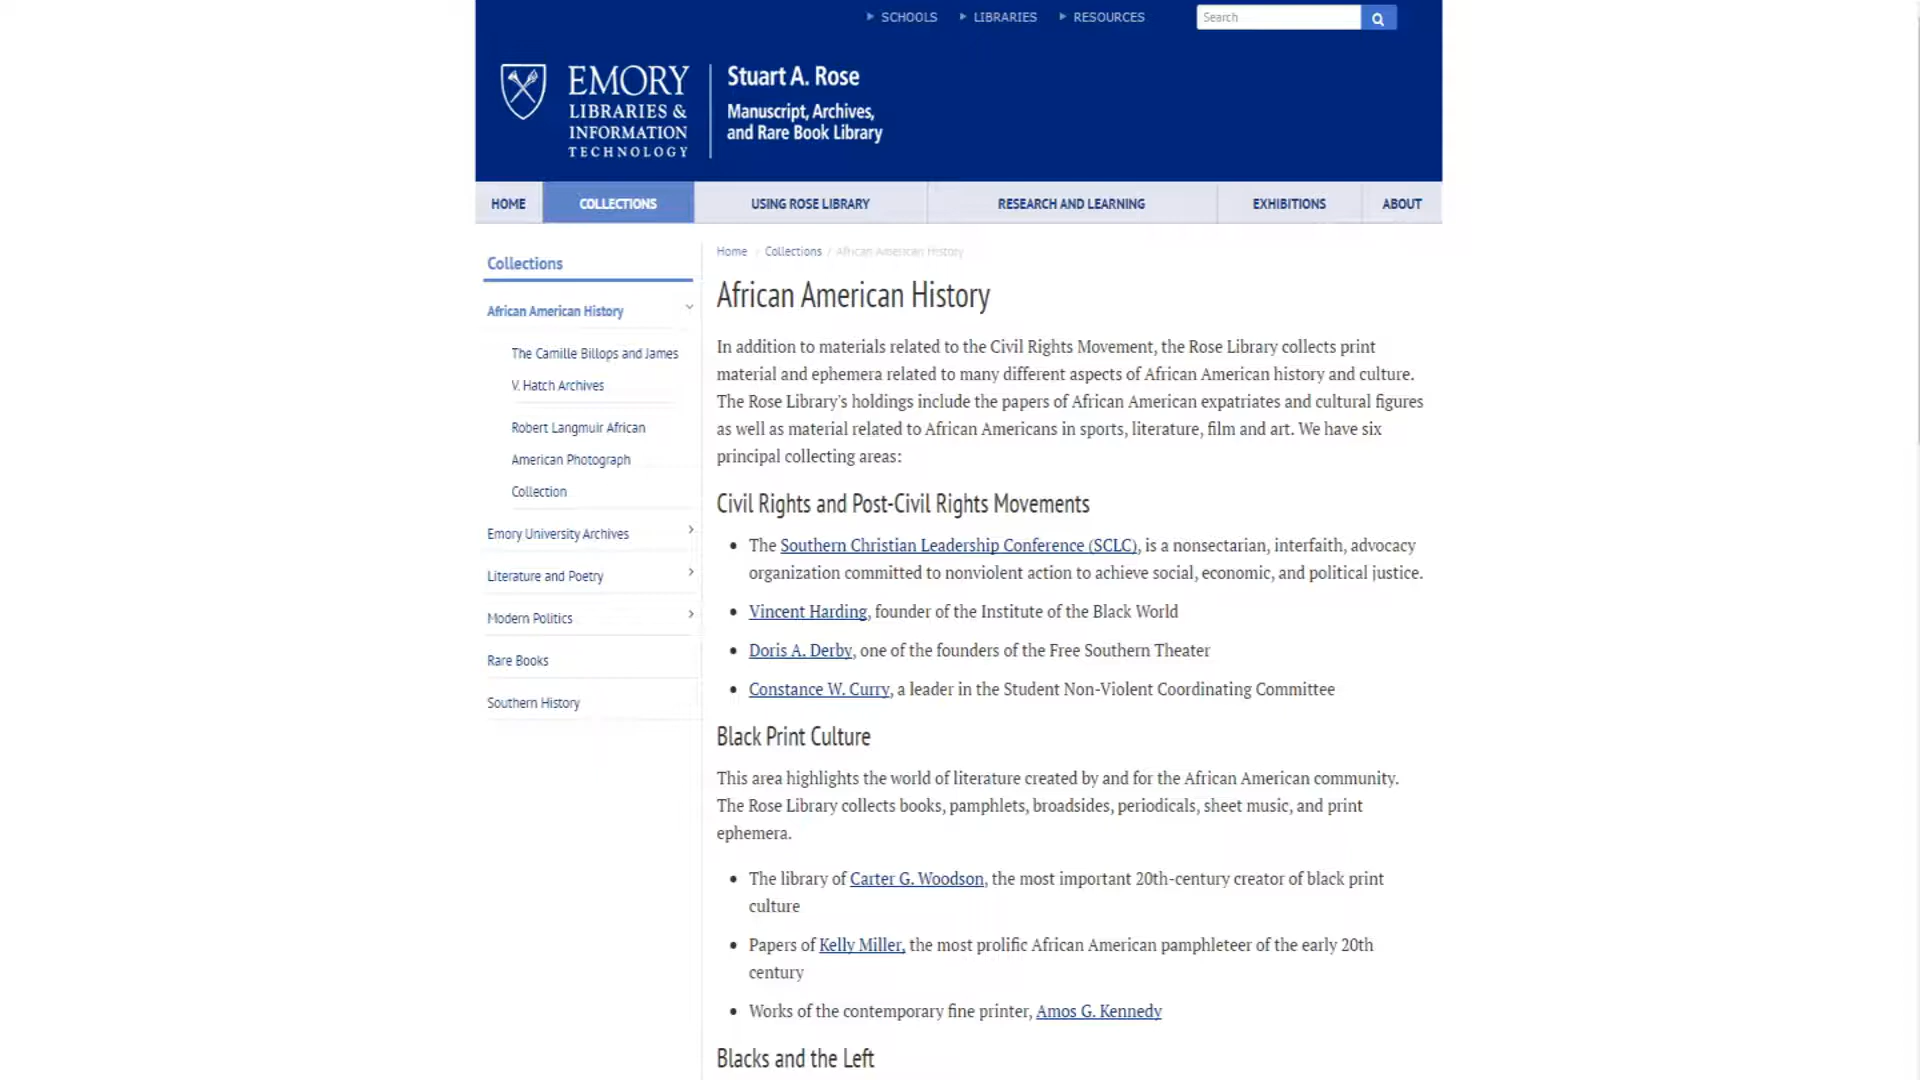 SCHOOLS LIBRARIES RESOURCES Search
EMORY
LIBRARIES &
INFORMATION
TECHNOLOGY
Stuart A. Rose
Manuscript, Archives,
and Rare Book Library
HOME COLLECTIONS USING ROSE LIBRARY RESEARCH AND LEARNING EXHIBITIONS ABOUT
Collections
African American History
The Camille Billops and James
V. Hatch Archives
Robert Langmuir African
American Photograph
Collection
Emory University Archives
Literature and Poetry
Modern Politics
Rare Books
Southern History
Home / Collections / African American History
African American History
In addition to materials related to the Civil Rights Movement, the Rose Library collects print
material and ephemera related to many different aspects of African American history and culture.
The Rose Library's holdings include the papers of African American expatriates and cultural figures
as well as material related to African Americans in sports, literature, film and art. We have six
principal collecting areas:
Civil Rights and Post-Civil Rights Movements
• The Southern Christian Leadership Conference (SCLC), is a nonsectarian, interfaith, advocacy
organization committed to nonviolent action to achieve social, economic, and political justice.
• Vincent Harding, founder of the Institute of the Black World
• Doris A. Derby, one of the founders of the Free Southern Theater
• Constance W. Curry, a leader in the Student Non-Violent Coordinating Committee
Black Print Culture
This area highlights the world of literature created by and for the African American community.
The Rose Library collects books, pamphlets, broadsides, periodicals, sheet music, and print
ephemera.
• The library of Carter G. Woodson, the most important 20th-century creator of black print
culture
• Papers of Kelly Miller, the most prolific African American pamphleteer of the early 20th
century
• Works of the contemporary fine printer, Amos G. Kennedy
Blacks and the Left